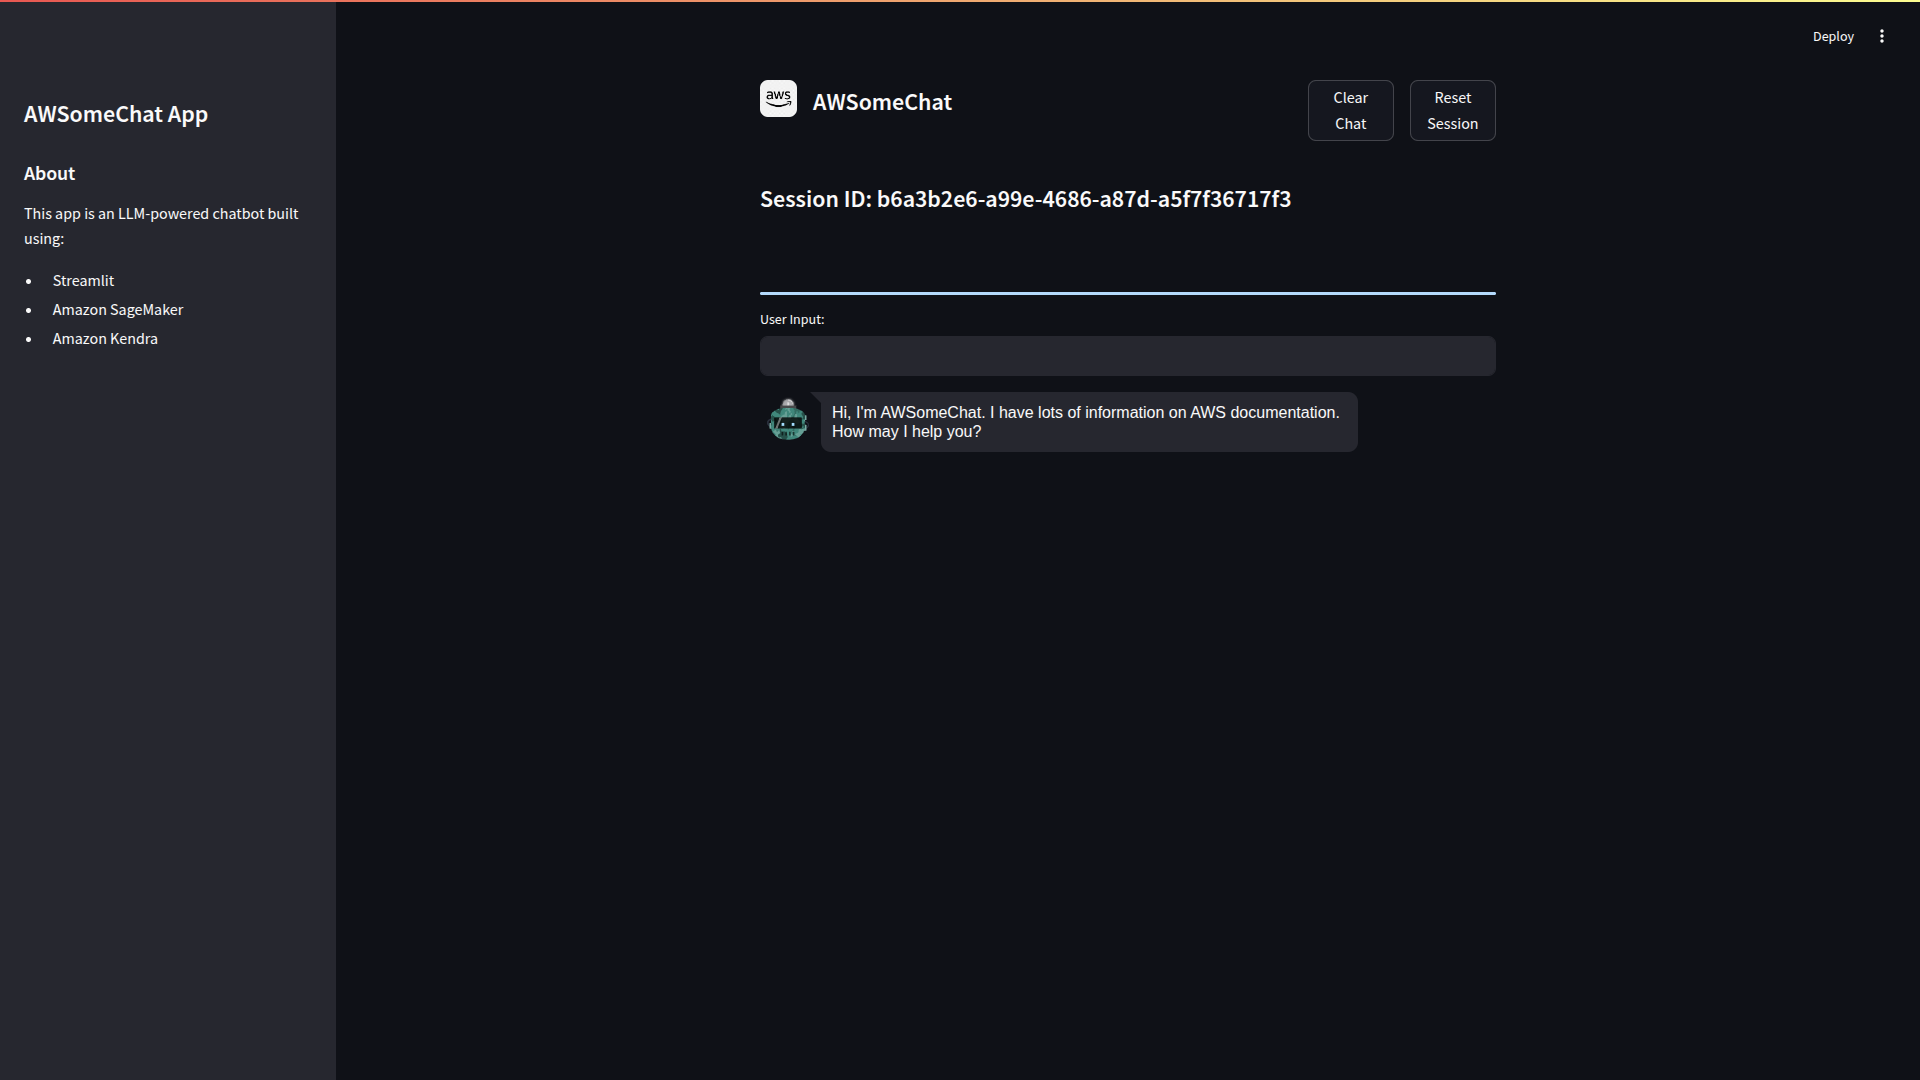 Deploy
AWSomeChat App
About
This app is an LLM-powered chatbot built
using:
Streamlit
Amazon SageMaker
Amazon Kendra
aws
AWSomeChat
Clear
Chat
Reset
Session
Session ID: b6a3b2e6-a99e-4686-a87d-a5f7f36717f3
User Input:
Hi, I'm AWSomeChat. I have lots of information on AWS documentation.
How may I help you?